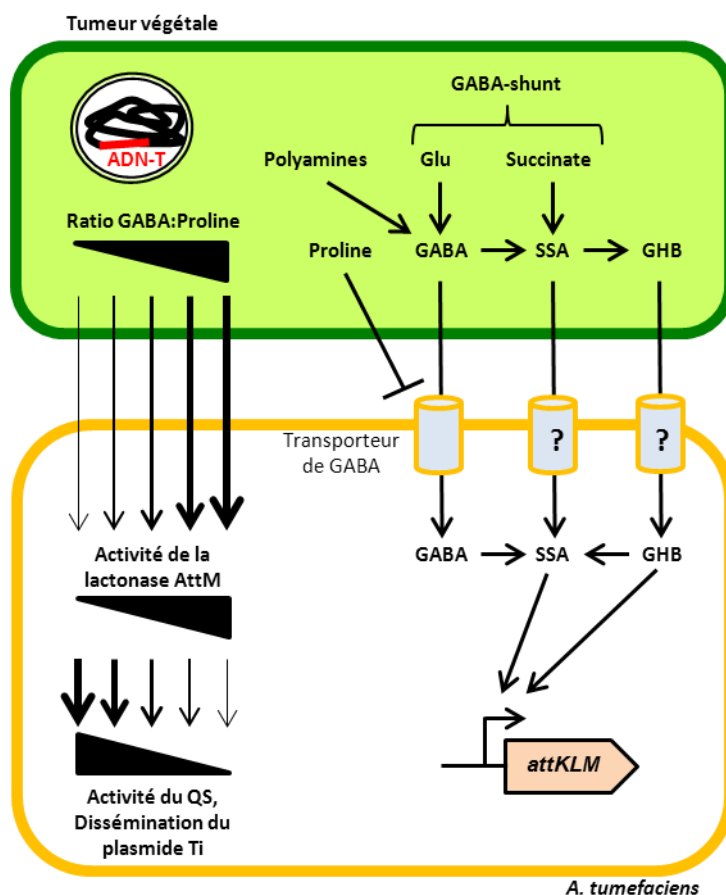 Tumeur végétale
GABA-shunt
ADN-T
Polyamines
Glu
Succinate
Ratio GABA:Proline
Proline
GABA
SSA
GHB
Transporteur
de GABA
?
?
Activité de la
lactonase AttM
GABA
SSA
GHB
attKLM
Activité du QS,
Dissémination du
plasmide Ti
A. tumefaciens